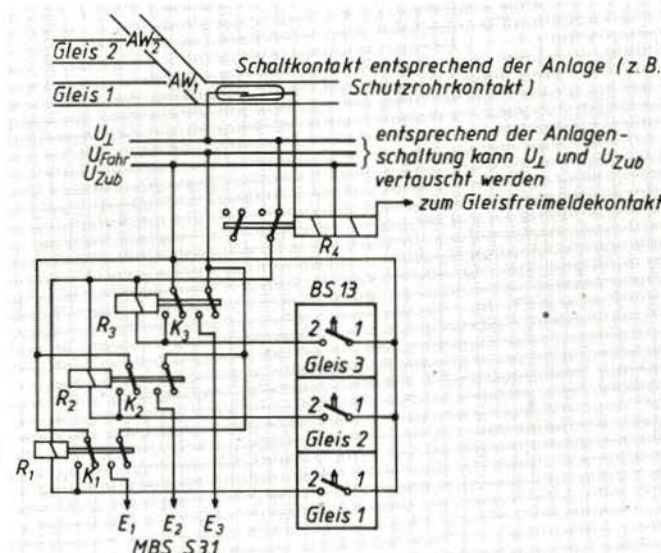 Gleis 2
AW2
Gleis 1
AW1
Schaltkontakt entsprechend der Anlage (z. B.
Schutzrohrkontakt)
U⊥
UFahr
UZub
entsprechend der Anlagen-
schaltung kann U⊥ und UZub
vertauscht werden
zum Gleisfreimeldekontakt
R4
BS 13
R3
K3
2 1
Gleis 3
R2
K2
2 1
Gleis 2
R1
K1
2 1
Gleis 1
E1 E2 E3
MBS S31